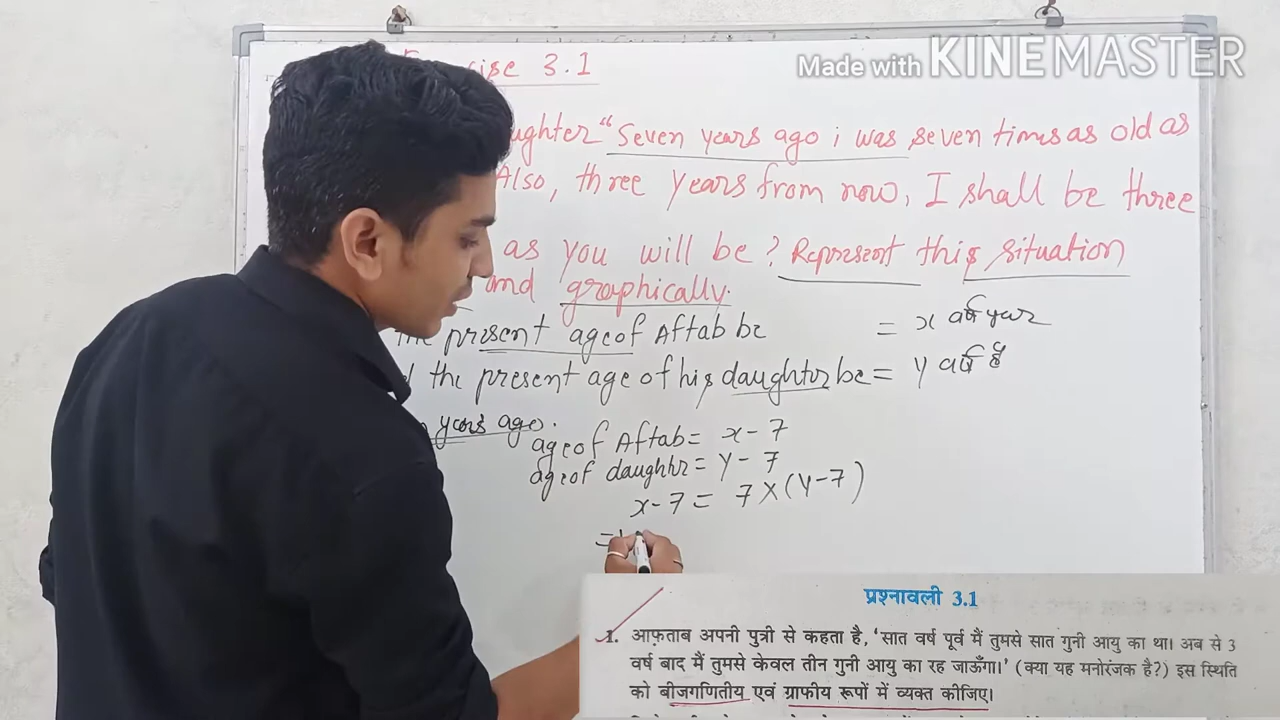 Made with KINEMASTER
3.1
"Seven years ago i was seven times as old as
Also, three years from now, I shall be three
as you will be? Represent this situation
and graphically.
the present age of Aftab be = x वर्ष year
the present age of his daughter be = y वर्ष है
years ago.
age of Aftab = x - 7
age of daughtr = y - 7
x - 7 = 7 × (y - 7)
प्रश्नावली 3.1
1. आफ़ताब अपनी पुत्री से कहता है, 'सात वर्ष पूर्व मैं तुमसे सात गुनी आयु का था। अब से 3
वर्ष बाद मैं तुमसे केवल तीन गुनी आयु का रह जाऊँगा।' (क्या यह मनोरंजक है?) इस स्थिति
को बीजगणितीय एवं ग्राफीय रूपों में व्यक्त कीजिए।